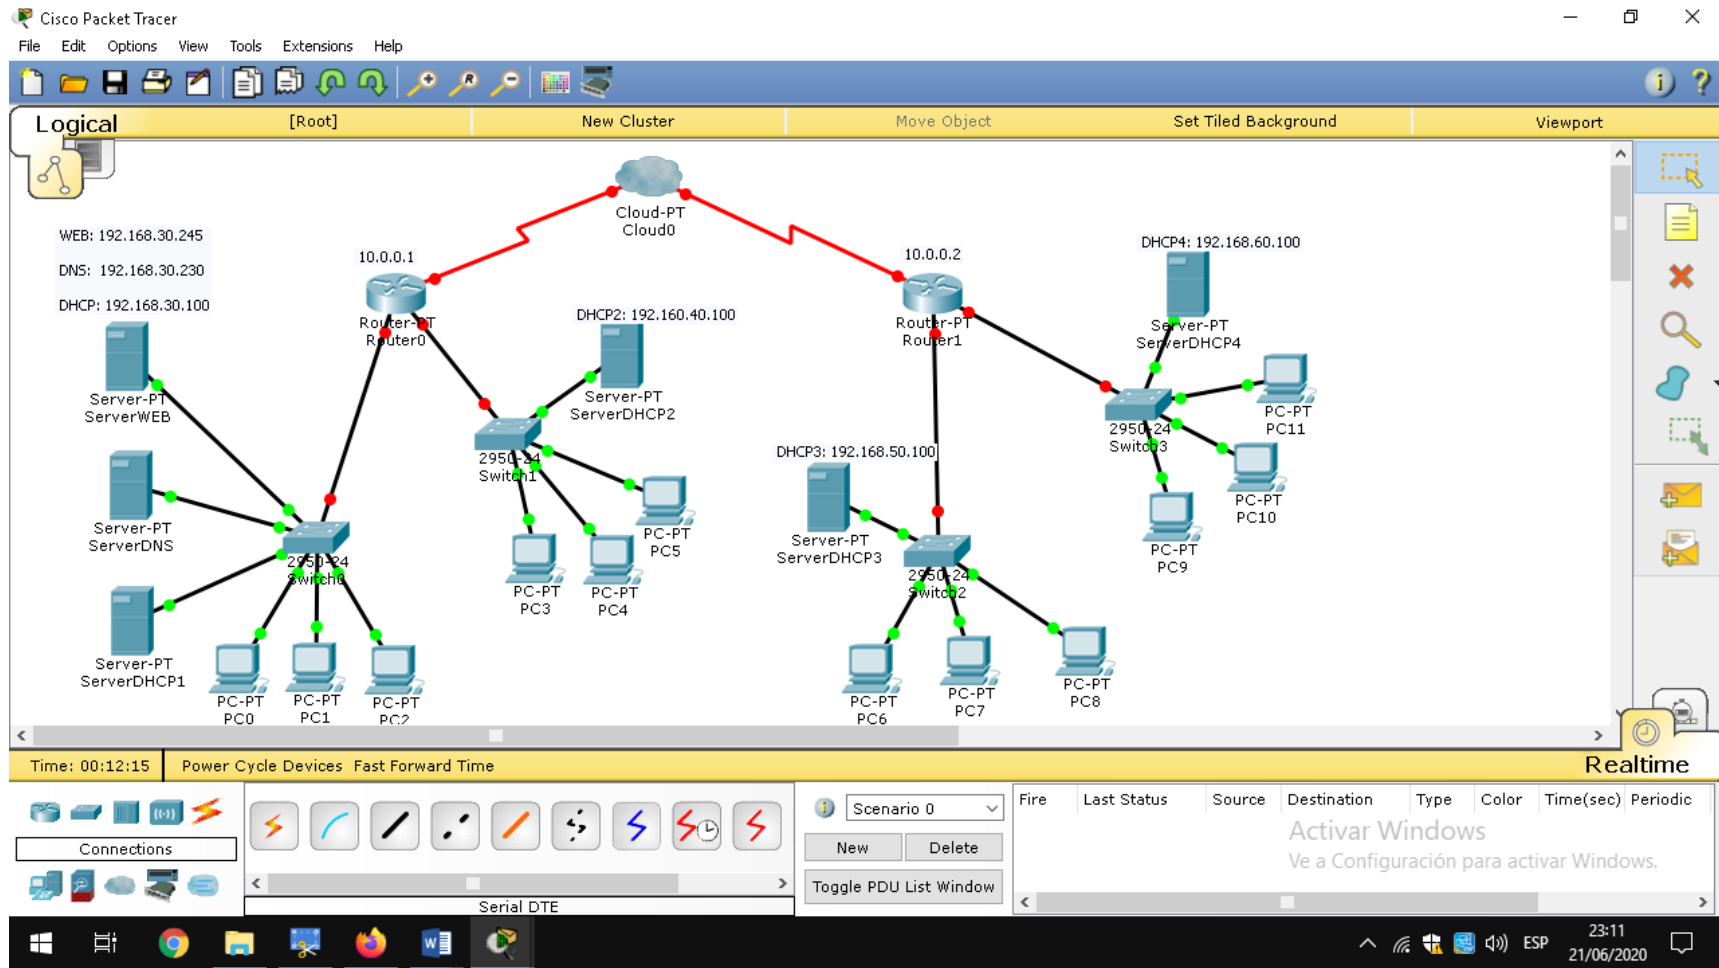 Cisco Packet Tracer
File Edit Options View Tools Extensions Help
Logical [Root] New Cluster Move Object Set Tiled Background Viewport
WEB: 192.168.30.245
DNS: 192.168.30.230
DHCP: 192.168.30.100
Server-PT
ServerWEB
Server-PT
ServerDNS
Server-PT
ServerDHCP1
10.0.0.1
Router-PT
Router0
Cloud-PT
Cloud0
DHCP2: 192.160.40.100
Server-PT
ServerDHCP2
2950-24
Switch1
PC-PT
PC3
PC-PT
PC4
PC-PT
PC5
2950-24
Switch0
PC-PT
PC0
PC-PT
PC1
PC-PT
PC2
10.0.0.2
Router-PT
Router1
DHCP3: 192.168.50.100
Server-PT
ServerDHCP3
2950-24
Switch2
PC-PT
PC6
PC-PT
PC7
PC-PT
PC8
DHCP4: 192.168.60.100
Server-PT
ServerDHCP4
2950-24
Switch3
PC-PT
PC11
PC-PT
PC10
PC-PT
PC9
Time: 00:12:15 Power Cycle Devices Fast Forward Time Realtime
Connections
Serial DTE
Scenario 0
New Delete
Toggle PDU List Window
Fire Last Status Source Destination Type Color Time(sec) Periodic
Activar Windows
Ve a Configuración para activar Windows.
ESP
23:11
21/06/2020